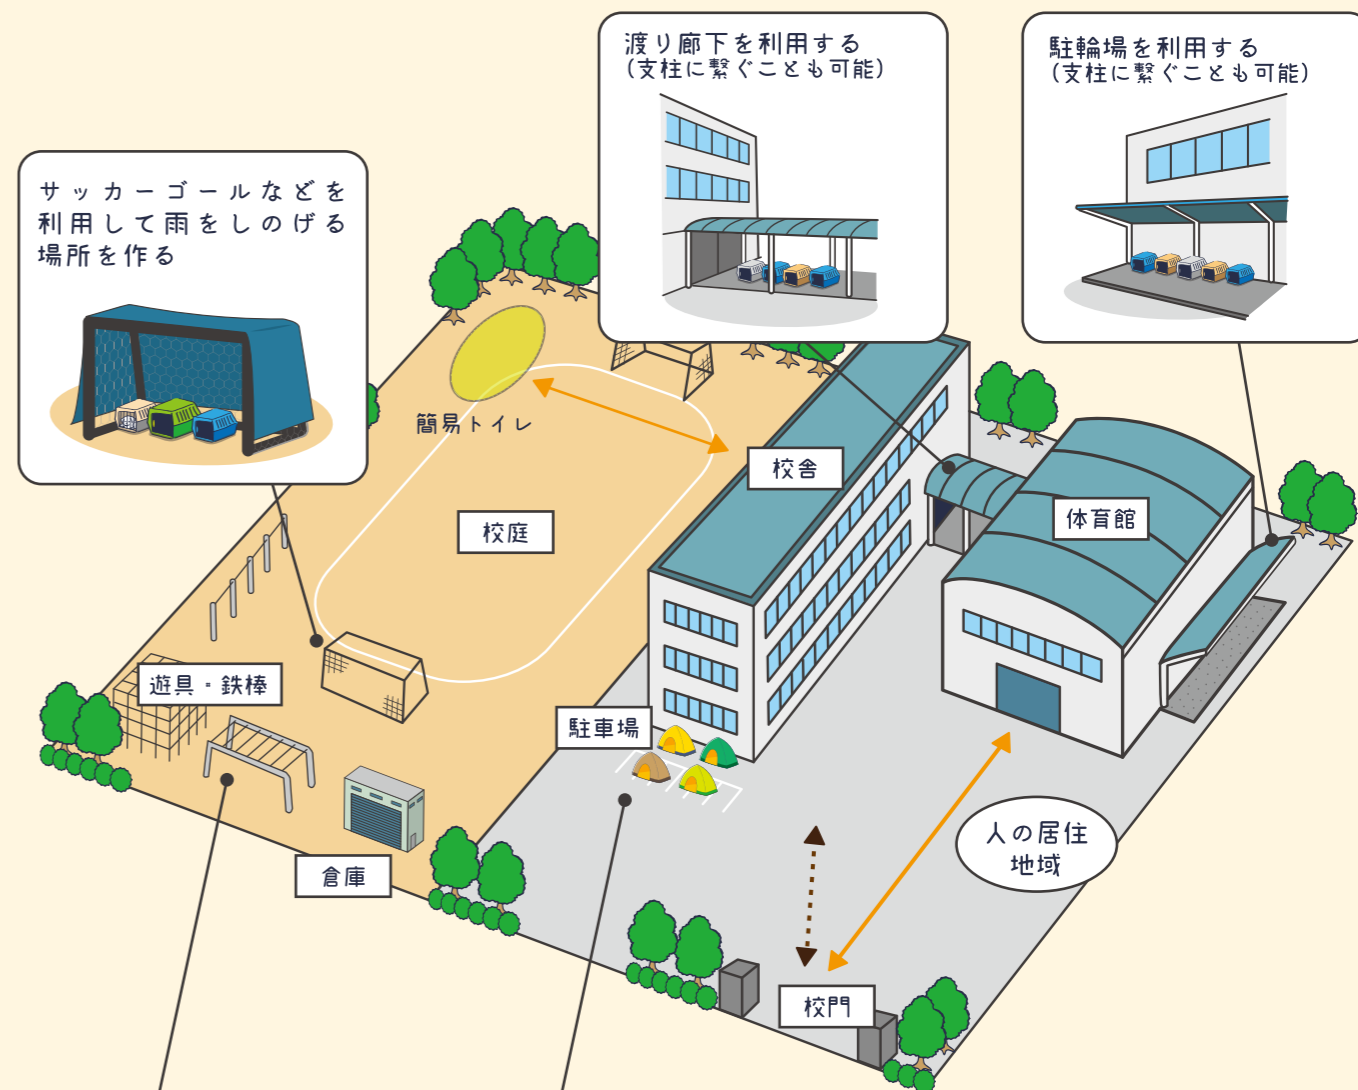 渡り廊下を利用する
(支柱に繋ぐことも可能)
駐輪場を利用する
(支柱に繋ぐことも可能)
サッカーゴールなどを
利用して雨をしのげる
場所を作る
簡易トイレ
校舎
体育館
校庭
遊具・鉄棒
駐車場
人の居住
地域
倉庫
校門